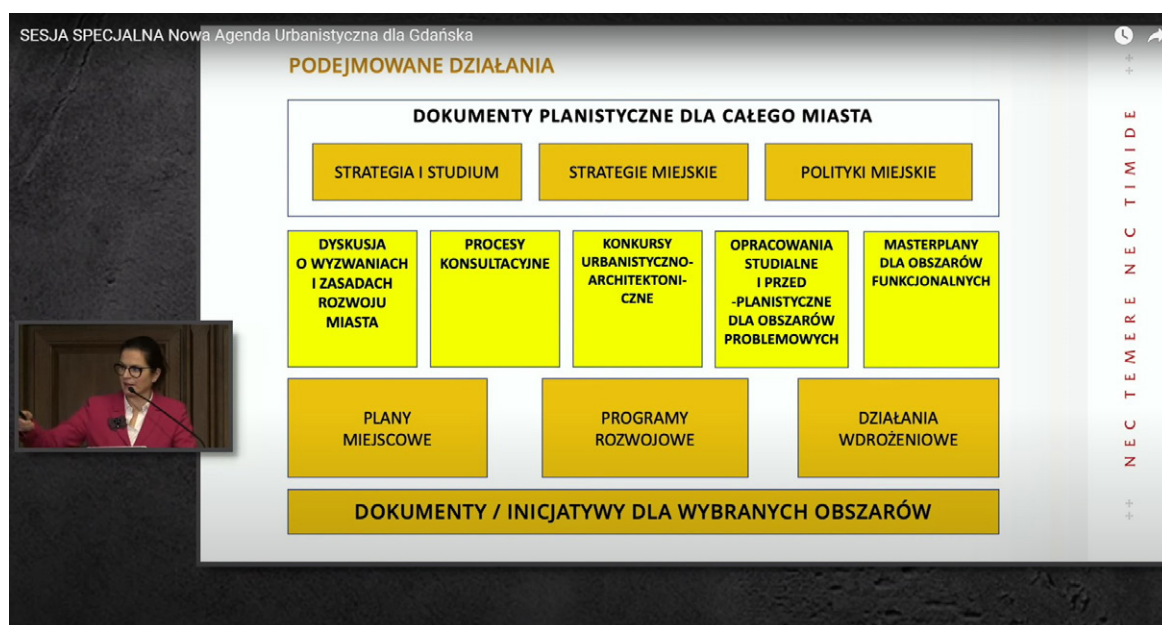 SESJA SPECJALNA Nowa Agenda Urbanistyczna dla Gdańska
PODEJMOWANE DZIAŁANIA
DOKUMENTY PLANISTYCZNE DLA CAŁEGO MIASTA
STRATEGIA I STUDIUM
STRATEGIE MIEJSKIE
POLITYKI MIEJSKIE
DYSKUSJA
O WYZWANIACH
I ZASADACH
ROZWOJU
MIASTA
PROCESY
KONSULTACYJNE
KONKURSY
URBANISTYCZNO-
ARCHITEKTONI-
CZNE
OPRACOWANIA
STUDIALNE
I PRZED
-PLANISTYCZNE
DLA OBSZARÓW
PROBLEMOWYCH
MASTERPLANY
DLA OBSZARÓW
FUNKCJONALNYCH
PLANY
MIEJSCOWE
PROGRAMY
ROZWOJOWE
DZIAŁANIA
WDROŻENIOWE
DOKUMENTY / INICJATYWY DLA WYBRANYCH OBSZARÓW
++ NEC TEMERE NEC TIMIDE ++